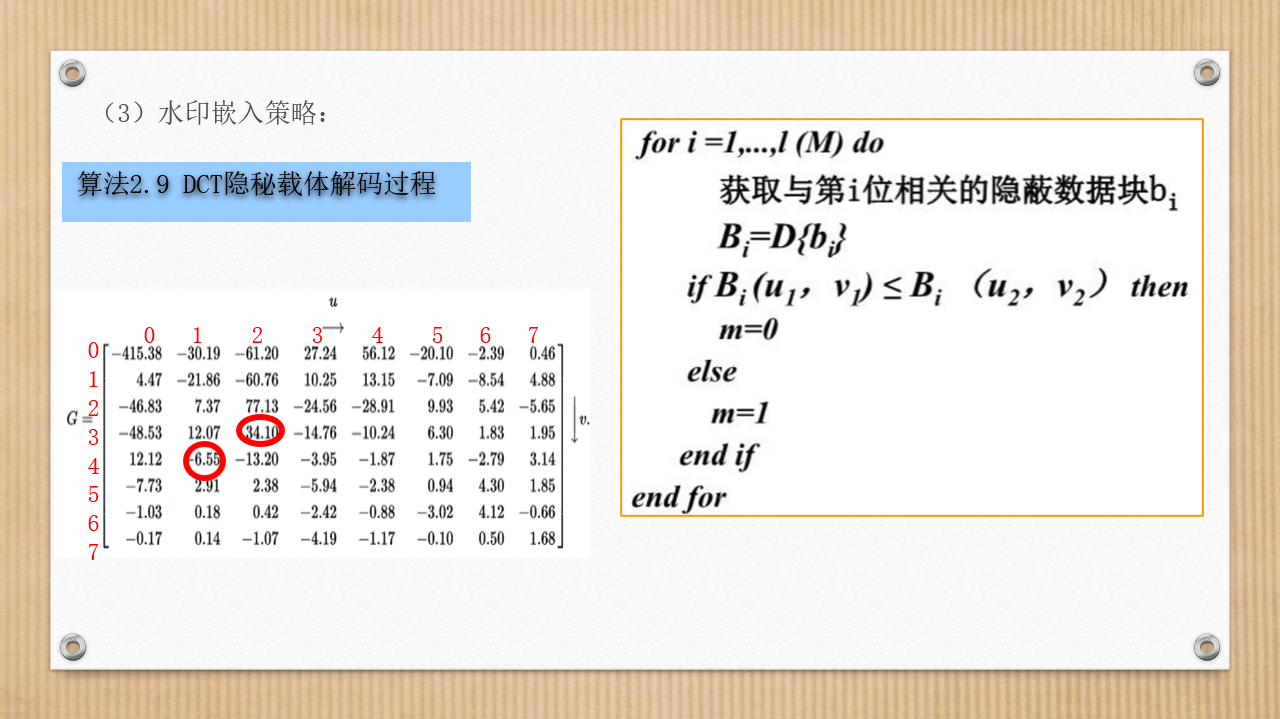 （3）水印嵌入策略：
算法2.9 DCT隐秘载体解码过程
u
→
0 1 2 3 4 5 6 7
0 −415.38 −30.19 −61.20 27.24 56.12 −20.10 −2.39 0.46
1 4.47 −21.86 −60.76 10.25 13.15 −7.09 −8.54 4.88
2 −46.83 7.37 77.13 −24.56 −28.91 9.93 5.42 −5.65
G = ↓ v.
3 −48.53 12.07 34.10 −14.76 −10.24 6.30 1.83 1.95
4 12.12 −6.55 −13.20 −3.95 −1.87 1.75 −2.79 3.14
5 −7.73 2.91 2.38 −5.94 −2.38 0.94 4.30 1.85
6 −1.03 0.18 0.42 −2.42 −0.88 −3.02 4.12 −0.66
7 −0.17 0.14 −1.07 −4.19 −1.17 −0.10 0.50 1.68
for i =1,...,l (M) do
获取与第i位相关的隐蔽数据块bi
Bi=D{bi}
if Bi (u1，v1) ≤ Bi （u2，v2） then
m=0
else
m=1
end if
end for